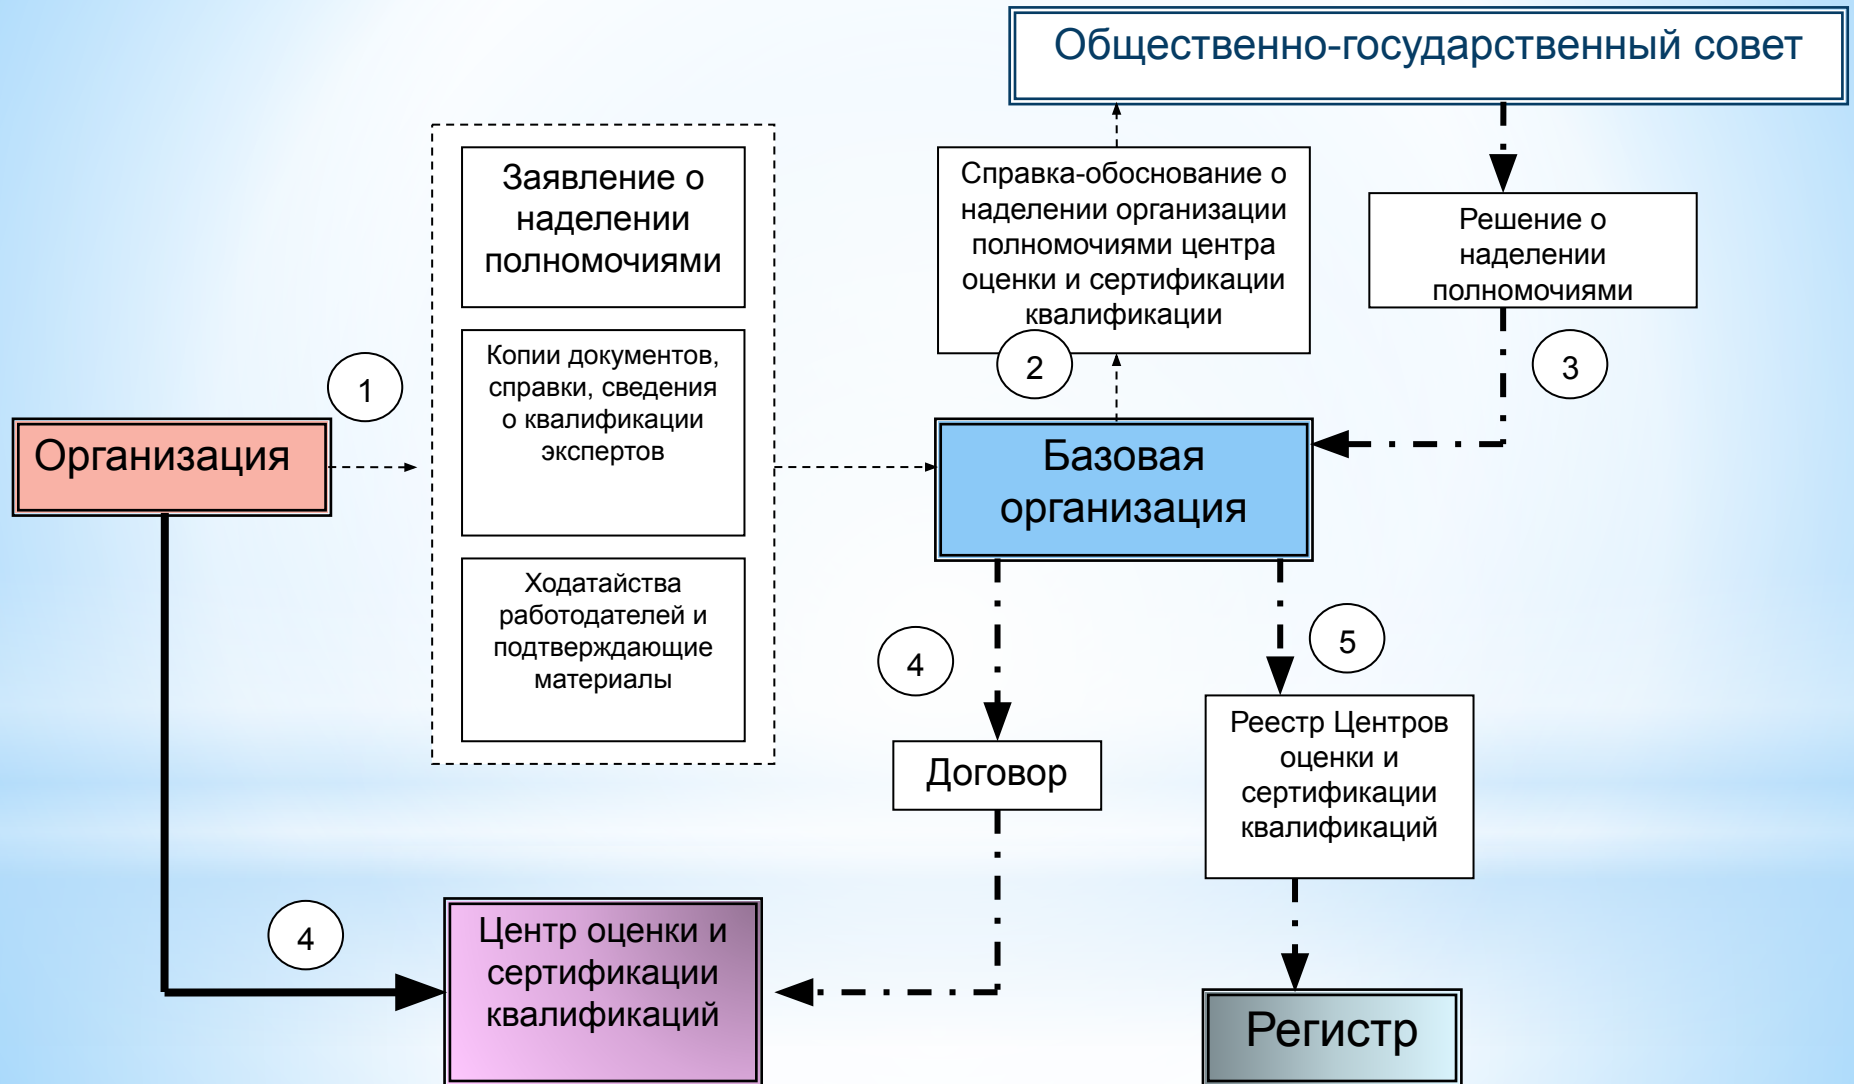 Общественно-государственный совет
Заявление о
наделении
полномочиями
Справка-обоснование о
наделении организации
полномочиями центра
оценки и сертификации
квалификации
Решение о
наделении
полномочиями
1
Копии документов,
справки, сведения
о квалификации
экспертов
2
3
Организация
Базовая
организация
Ходатайства
работодателей и
подтверждающие
материалы
4
5
Договор
Реестр Центров
оценки и
сертификации
квалификаций
4
Центр оценки и
сертификации
квалификаций
Регистр